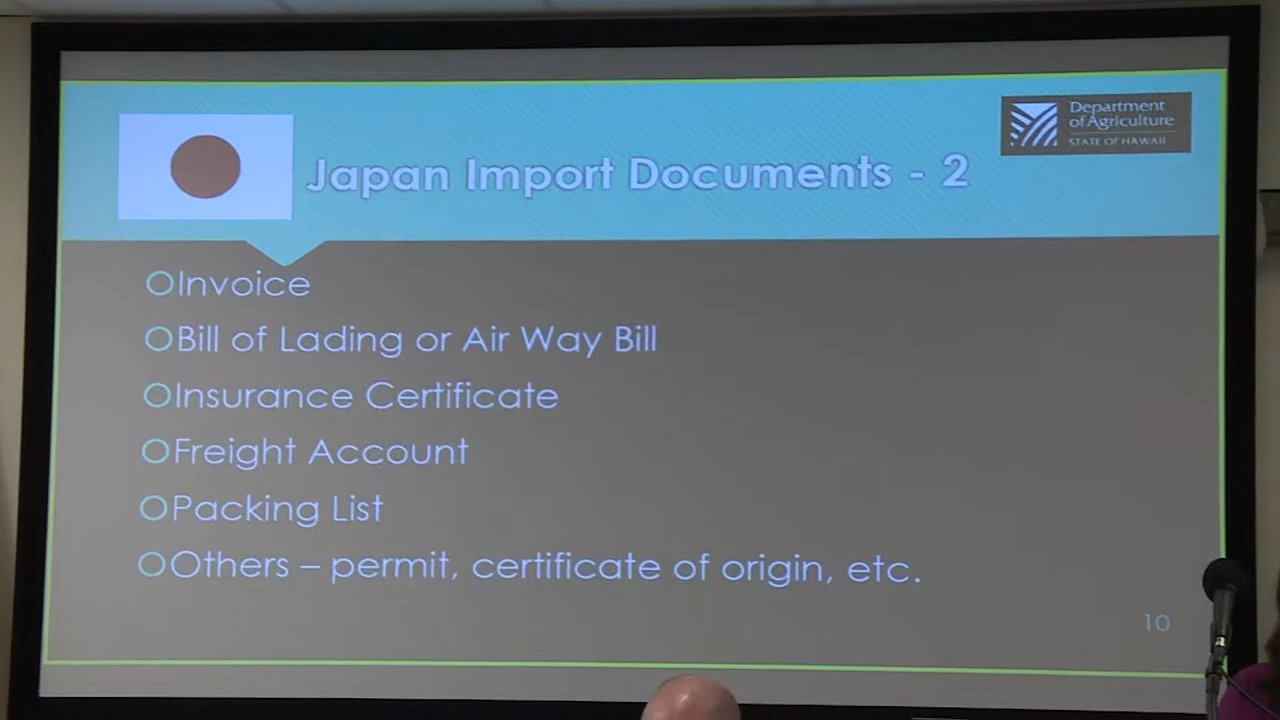 Department
of Agriculture
STATE OF HAWAII
Japan Import Documents - 2
Invoice
Bill of Lading or Air Way Bill
Insurance Certificate
Freight Account
Packing List
Others – permit, certificate of origin, etc.
10